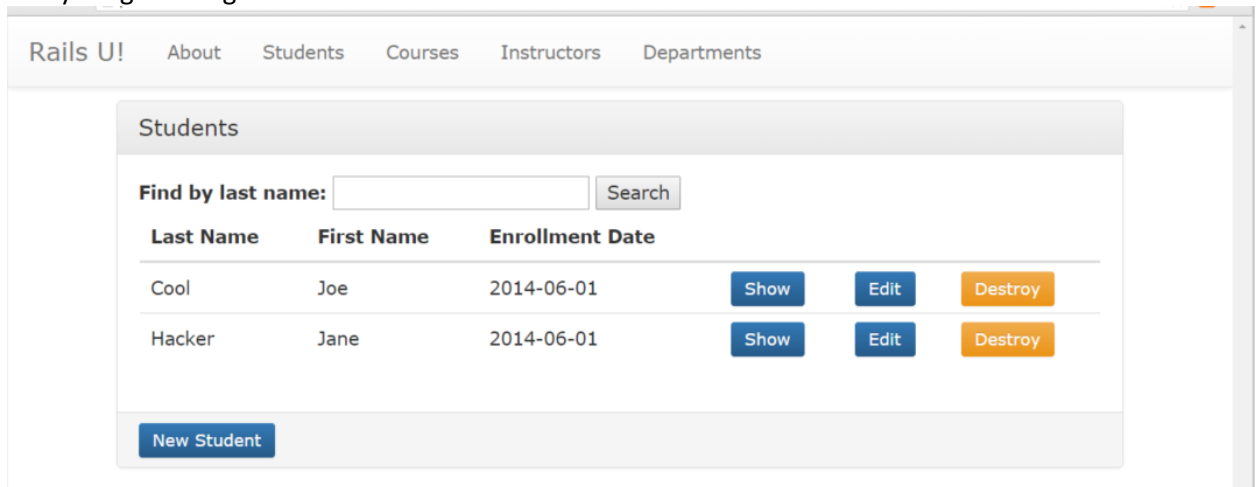 Rails U! About Students Courses Instructors Departments
Students
Find by last name: Search
Last Name First Name Enrollment Date
Cool Joe 2014-06-01 Show Edit Destroy
Hacker Jane 2014-06-01 Show Edit Destroy
New Student